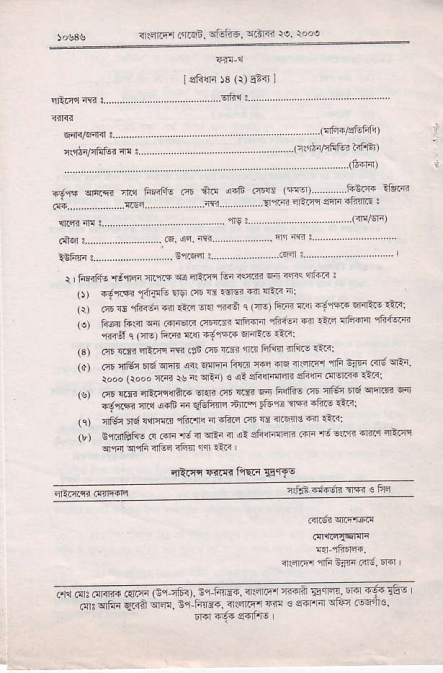 ১০৬৪৬ বাংলাদেশ গেজেট, অতিরিক্ত, অক্টোবর ২৩, ২০০৩
ফরম-খ
[ প্রবিধান ১৪ (২) দ্রষ্টব্য ]
লাইসেন্স নম্বর ঃ.......................................তারিখ ঃ.......................................
বরাবর
জনাব/জনাবা ঃ.......................................(মালিক/প্রতিনিধি)
সংগঠন/সমিতির নাম ঃ.......................................(সংগঠন/সমিতির বৈশিষ্ট্য)
.......................................(ঠিকানা)
কর্তৃপক্ষ আনন্দের সাথে নিম্নবর্ণিত সেচ স্কীমে একটি সেচযন্ত্র (ক্ষমতা)............কিউসেক ইঞ্জিনের
মেক..................মডেল..................নম্বর..................স্থাপনের লাইসেন্স প্রদান করিয়াছে ঃ
খালের নাম ঃ................................. পাড় ঃ.................................(বাম/ডান)
মৌজা ঃ..................... জে, এল, নম্বর..................... দাগ নম্বর ঃ.....................
ইউনিয়ন ঃ..................... উপজেলা ঃ.....................জেলা ঃ..................... ।
২। নিম্নবর্ণিত শর্তপালন সাপেক্ষে অত্র লাইসেন্স তিন বৎসরের জন্য বলবৎ থাকিবে ঃ
(১) কর্তৃপক্ষের পূর্বানুমতি ছাড়া সেচ যন্ত্র হস্তান্তর করা যাইবে না;
(২) সেচ যন্ত্র পরিবর্তন করা হইলে তাহা পরবর্তী ৭ (সাত) দিনের মধ্যে কর্তৃপক্ষকে জানাইতে হইবে;
(৩) বিক্রয় কিংবা অন্য কোনভাবে সেচযন্ত্রের মালিকানা পরিবর্তন করা হইলে মালিকানা পরিবর্তনের
পরবর্তী ৭ (সাত) দিনের মধ্যে কর্তৃপক্ষকে জানাইতে হইবে;
(৪) সেচ যন্ত্রের লাইসেন্স নম্বর প্লেট সেচ যন্ত্রের গায়ে লিখিয়া রাখিতে হইবে;
(৫) সেচ সার্ভিস চার্জ আদায় এবং জমাদান বিষয়ে সকল কাজ বাংলাদেশ পানি উন্নয়ন বোর্ড আইন,
২০০০ (২০০০ সনের ২৬ নং আইন) ও এই প্রবিধানমালার প্রবিধান মোতাবেক হইবে;
(৬) সেচ যন্ত্রের লাইসেন্সধারীকে তাহার সেচ যন্ত্রের জন্য নির্ধারিত সেচ সার্ভিস চার্জ আদায়ের জন্য
কর্তৃপক্ষের সাথে একটি নন জুডিসিয়াল স্ট্যাম্পে চুক্তিপত্র স্বাক্ষর করিতে হইবে;
(৭) সার্ভিস চার্জ যথাসময়ে পরিশোধ না করিলে সেচ যন্ত্র বাজেয়াপ্ত করা হইবে;
(৮) উপরোল্লিখিত যে কোন শর্ত বা আইন বা এই প্রবিধানমালার কোন শর্ত ভংগের কারণে লাইসেন্স
আপনা আপনি বাতিল বলিয়া গণ্য হইবে ।
লাইসেন্স ফরমের পিছনে মুদ্রণকৃত
লাইসেন্সের মেয়াদকাল সংশ্লিষ্ট কর্মকর্তার স্বাক্ষর ও সিল
বোর্ডের আদেশক্রমে
মোখলেসুজ্জামান
মহা-পরিচালক,
বাংলাদেশ পানি উন্নয়ন বোর্ড, ঢাকা ।
শেখ মোঃ মোবারক হোসেন (উপ-সচিব), উপ-নিয়ন্ত্রক, বাংলাদেশ সরকারী মুদ্রণালয়, ঢাকা কর্তৃক মুদ্রিত ।
মোঃ আমিন জুবেরী আলম, উপ-নিয়ন্ত্রক, বাংলাদেশ ফরম ও প্রকাশনা অফিস তেজগাঁও,
ঢাকা কর্তৃক প্রকাশিত ।